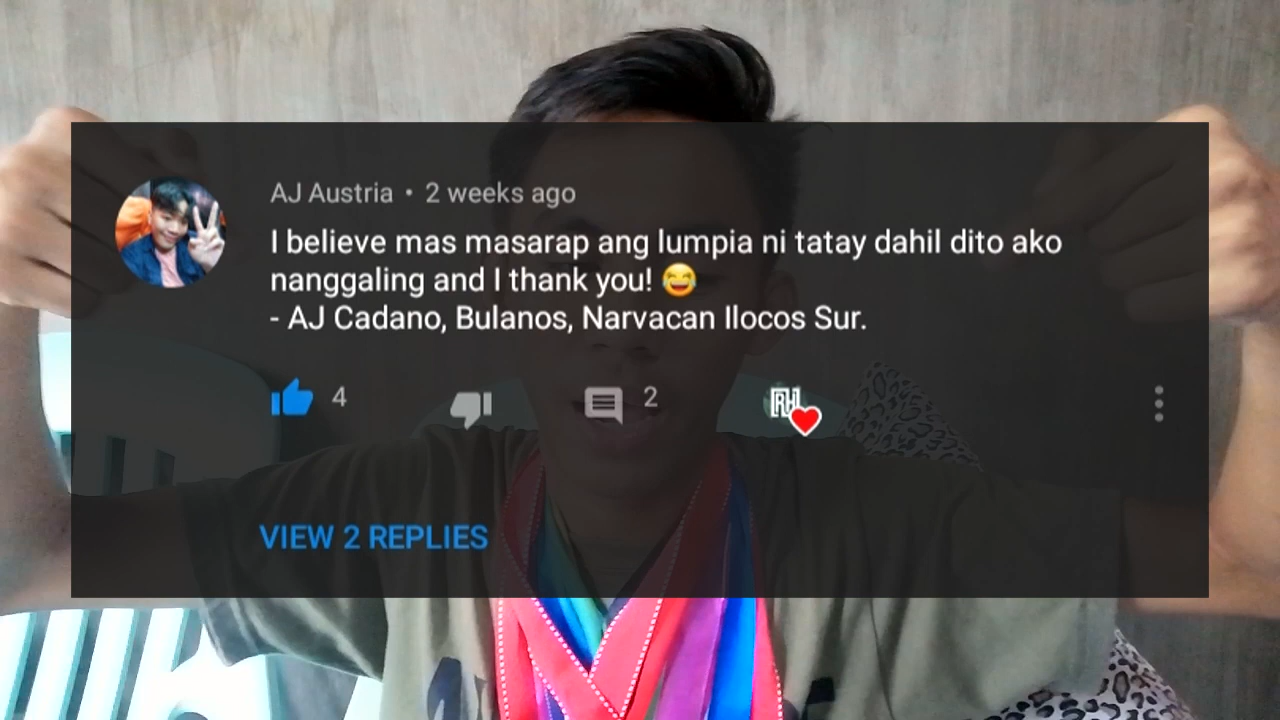 AJ Austria • 2 weeks ago
I believe mas masarap ang lumpia ni tatay dahil dito ako
nanggaling and I thank you! 😂
- AJ Cadano, Bulanos, Narvacan Ilocos Sur.
4
2
RH
VIEW 2 REPLIES